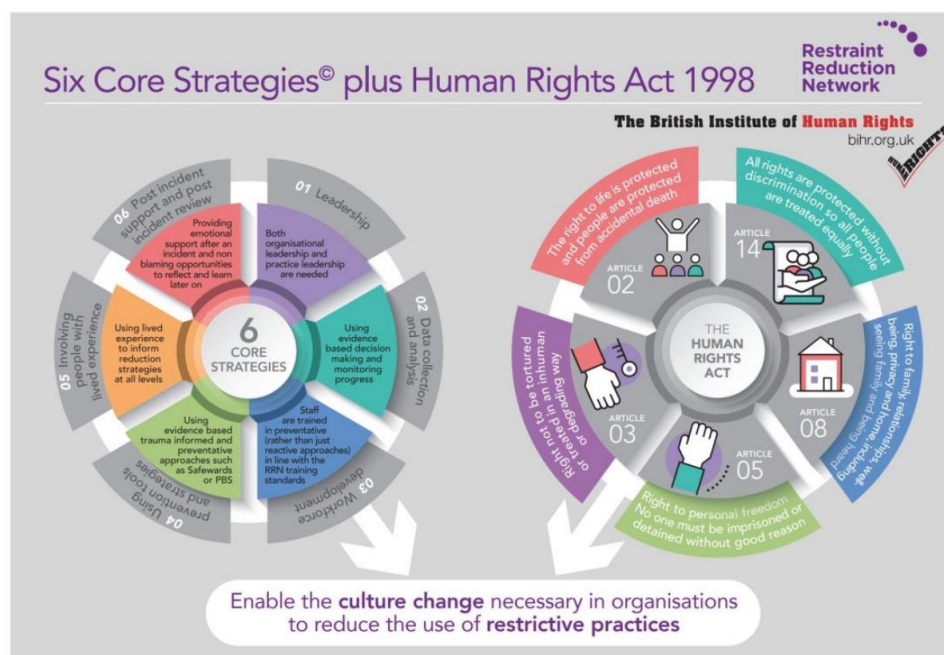 Six Core Strategies© plus Human Rights Act 1998
Restraint
Reduction
Network
The British Institute of Human Rights
bihr.org.uk
HUMAN RIGHTS
01 Leadership
Both
organisational
leadership and
practice leadership
are needed
02 Data collection
and analysis
Using
evidence
based decision
making and
monitoring
progress
03 Workforce
development
Staff
are trained in
preventative
(rather than just
reactive approaches)
in line with the
RRN training
standards
04 Using
prevention tools
and strategies
Using
evidence based
trauma informed and
preventative
approaches such
as Safewards
or PBS
05 Involving
people with
lived experience
Using lived
experience
to inform
reduction
strategies
at all levels
06 Post incident
support and post
incident review
Providing
emotional
support after an
incident and non
blaming opportunities
to reflect and learn
later on
6
CORE
STRATEGIES
The right to life is protected
and people are protected
from accidental death
ARTICLE
02
All rights are protected without
discrimination so all people
are treated equally
ARTICLE
14
Right to family, relationships, well-
being, privacy and home, including
seeing family and being heard
ARTICLE
08
Right to personal freedom
No one must be imprisoned or
detained without good reason
ARTICLE
05
Right not to be tortured
or treated in an inhuman
or degrading way
ARTICLE
03
THE
HUMAN
RIGHTS
ACT
Enable the culture change necessary in organisations
to reduce the use of restrictive practices